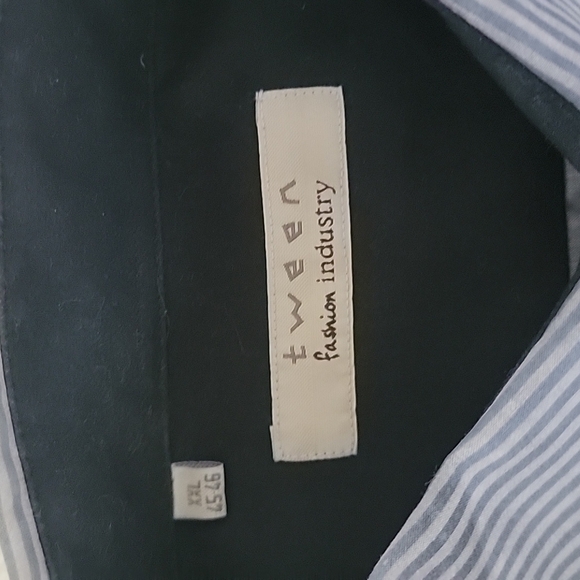 tween
fashion industry
XXL
45-46